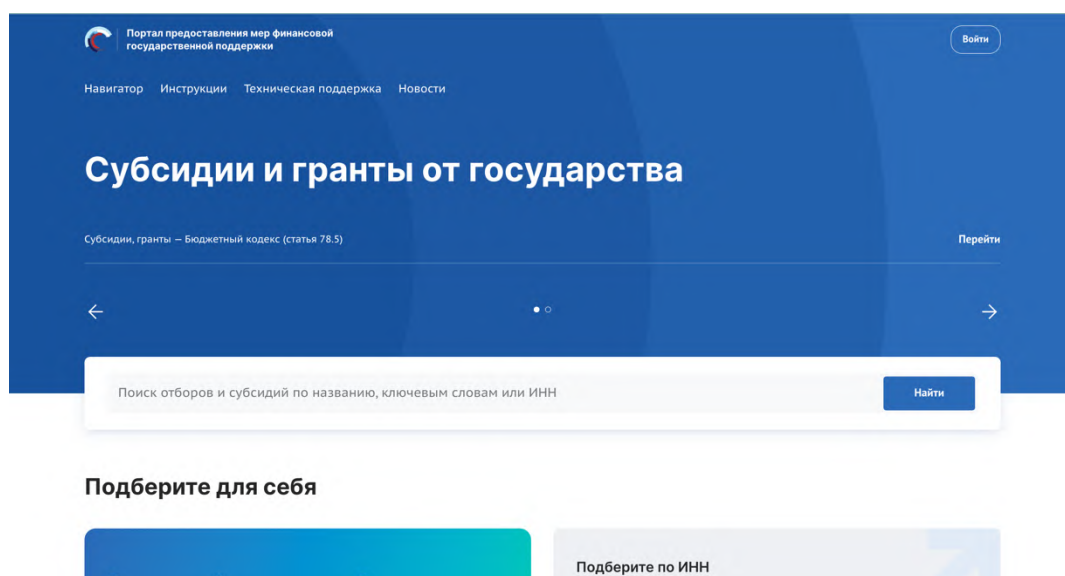 Портал предоставления мер финансовой
государственной поддержки
Войти
Навигатор Инструкции Техническая поддержка Новости
Субсидии и гранты от государства
Субсидии, гранты — Бюджетный кодекс (статья 78.5)
Перейти
Поиск отборов и субсидий по названию, ключевым словам или ИНН
Найти
Подберите для себя
Подберите по ИНН